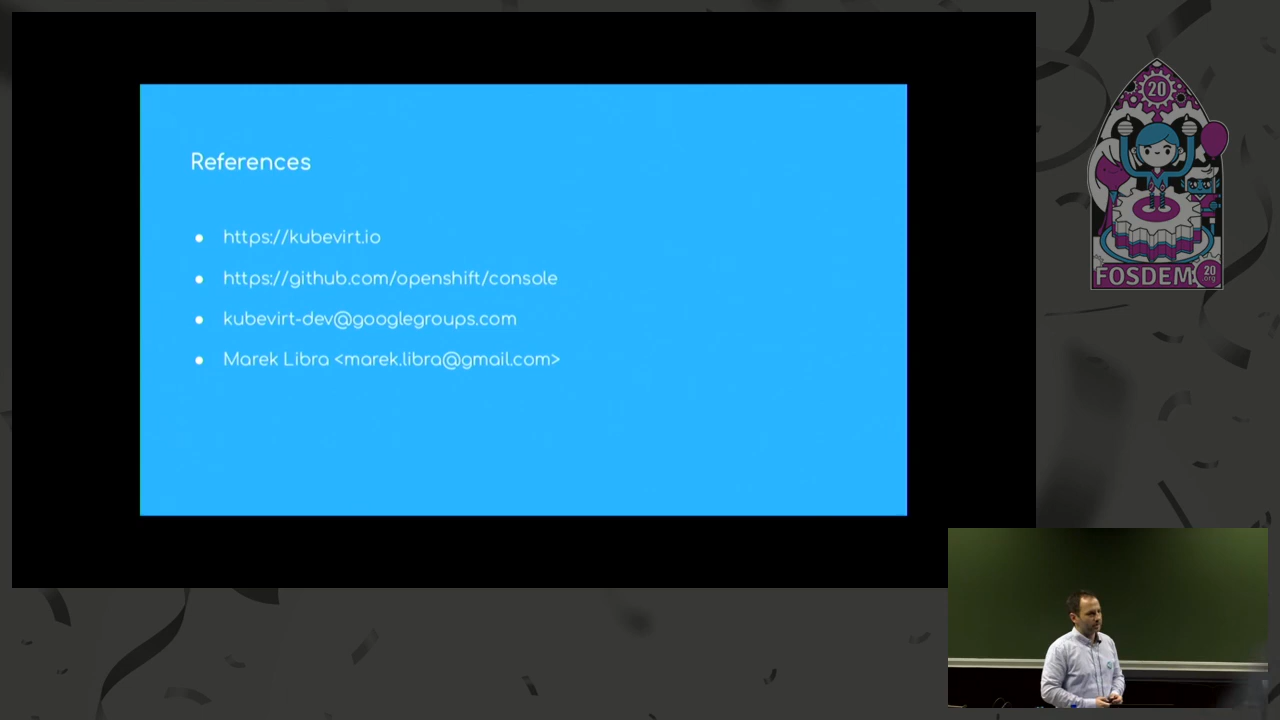 References
https://kubevirt.io
https://github.com/openshift/console
kubevirt-dev@googlegroups.com
Marek Libra <marek.libra@gmail.com>
20
FOSDEM
20
org